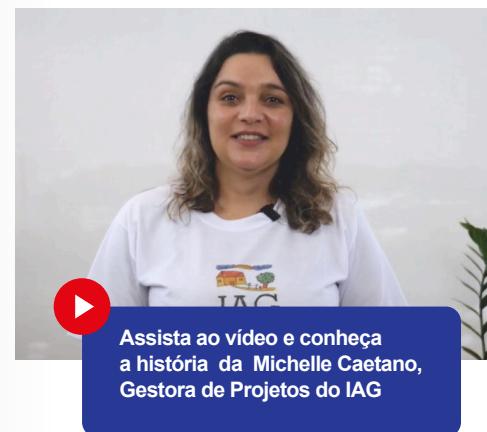 IAG
Assista ao vídeo e conheça
a história da Michelle Caetano,
Gestora de Projetos do IAG